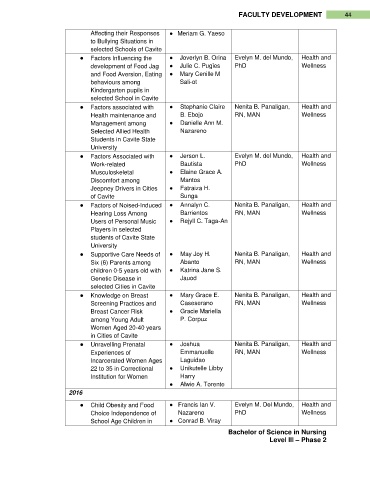 FACULTY DEVELOPMENT 44
Affecting their Responses
to Bullying Situations in
selected Schools of Cavite
● Meriam G. Yaeso
● Factors Influencing the
development of Food Jag
and Food Aversion, Eating
behaviours among
Kindergarten pupils in
selected School in Cavite
● Joverlyn B. Orina
● Julie C. Pugies
● Mary Cenille M
Sali-ot
Evelyn M. del Mundo,
PhD
Health and
Wellness
● Factors associated with
Health maintenance and
Management among
Selected Allied Health
Students in Cavite State
University
● Stephanie Claire
B. Ebojo
● Danielle Ann M.
Nazareno
Nenita B. Panaligan,
RN, MAN
Health and
Wellness
● Factors Associated with
Work-related
Musculoskeletal
Discomfort among
Jeepney Drivers in Cities
of Cavite
● Jerson L.
Bautista
● Elaine Grace A.
Mantos
● Fatraiva H.
Sunga
Evelyn M. del Mundo,
PhD
Health and
Wellness
● Factors of Noised-Induced
Hearing Loss Among
Users of Personal Music
Players in selected
students of Cavite State
University
● Annalyn C.
Barrientos
● Rejyll C. Taga-An
Nenita B. Panaligan,
RN, MAN
Health and
Wellness
● Supportive Care Needs of
Six (6) Parents among
children 0-5 years old with
Genetic Disease in
selected Cities in Cavite
● May Joy H.
Abanto
● Katrina Jane S.
Jauod
Nenita B. Panaligan,
RN, MAN
Health and
Wellness
● Knowledge on Breast
Screening Practices and
Breast Cancer Risk
among Young Adult
Women Aged 20-40 years
in Cities of Cavite
● Mary Grace E.
Caseserano
● Gracie Mariella
P. Corpuz
Nenita B. Panaligan,
RN, MAN
Health and
Wellness
● Unravelling Prenatal
Experiences of
Incarcerated Women Ages
22 to 35 in Correctional
Institution for Women
● Joshua
Emmanuelle
Laguidao
● Unikutelle Libby
Harry
● Alwie A. Torento
Nenita B. Panaligan,
RN, MAN
Health and
Wellness
2016
● Child Obesity and Food
Choice Independence of
School Age Children in
● Francis Ian V.
Nazareno
● Conrad B. Viray
Evelyn M. Del Mundo,
PhD
Health and
Wellness
Bachelor of Science in Nursing
Level III – Phase 2